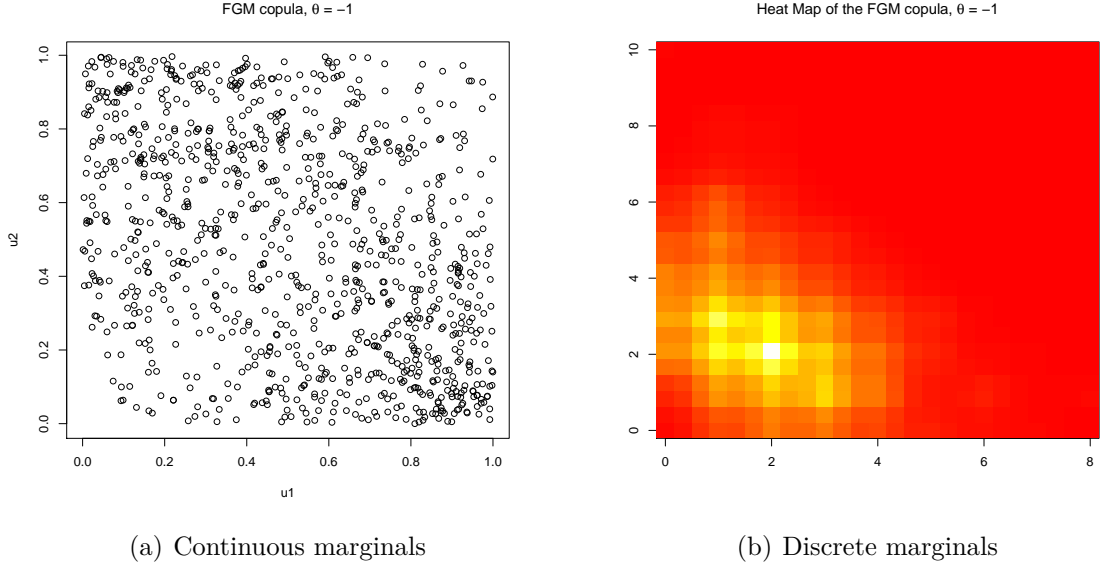 FGM copula, θ = −1
u2
1.0
0.8
0.6
0.4
0.2
0.0
0.0 0.2 0.4 0.6 0.8 1.0
u1
(a) Continuous marginals
Heat Map of the FGM copula, θ = −1
10
8
6
4
2
0
0 2 4 6 8
(b) Discrete marginals